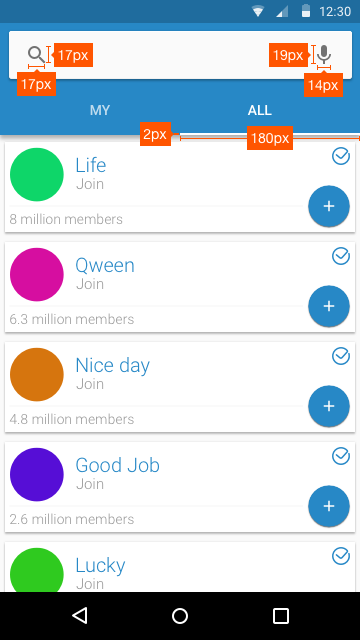 12:30
17px
19px
17px
14px
MY
ALL
2px
180px
Life
Join
8 million members
+
Qween
Join
6.3 million members
+
Nice day
Join
4.8 million members
+
Good Job
Join
2.6 million members
+
Lucky
Join